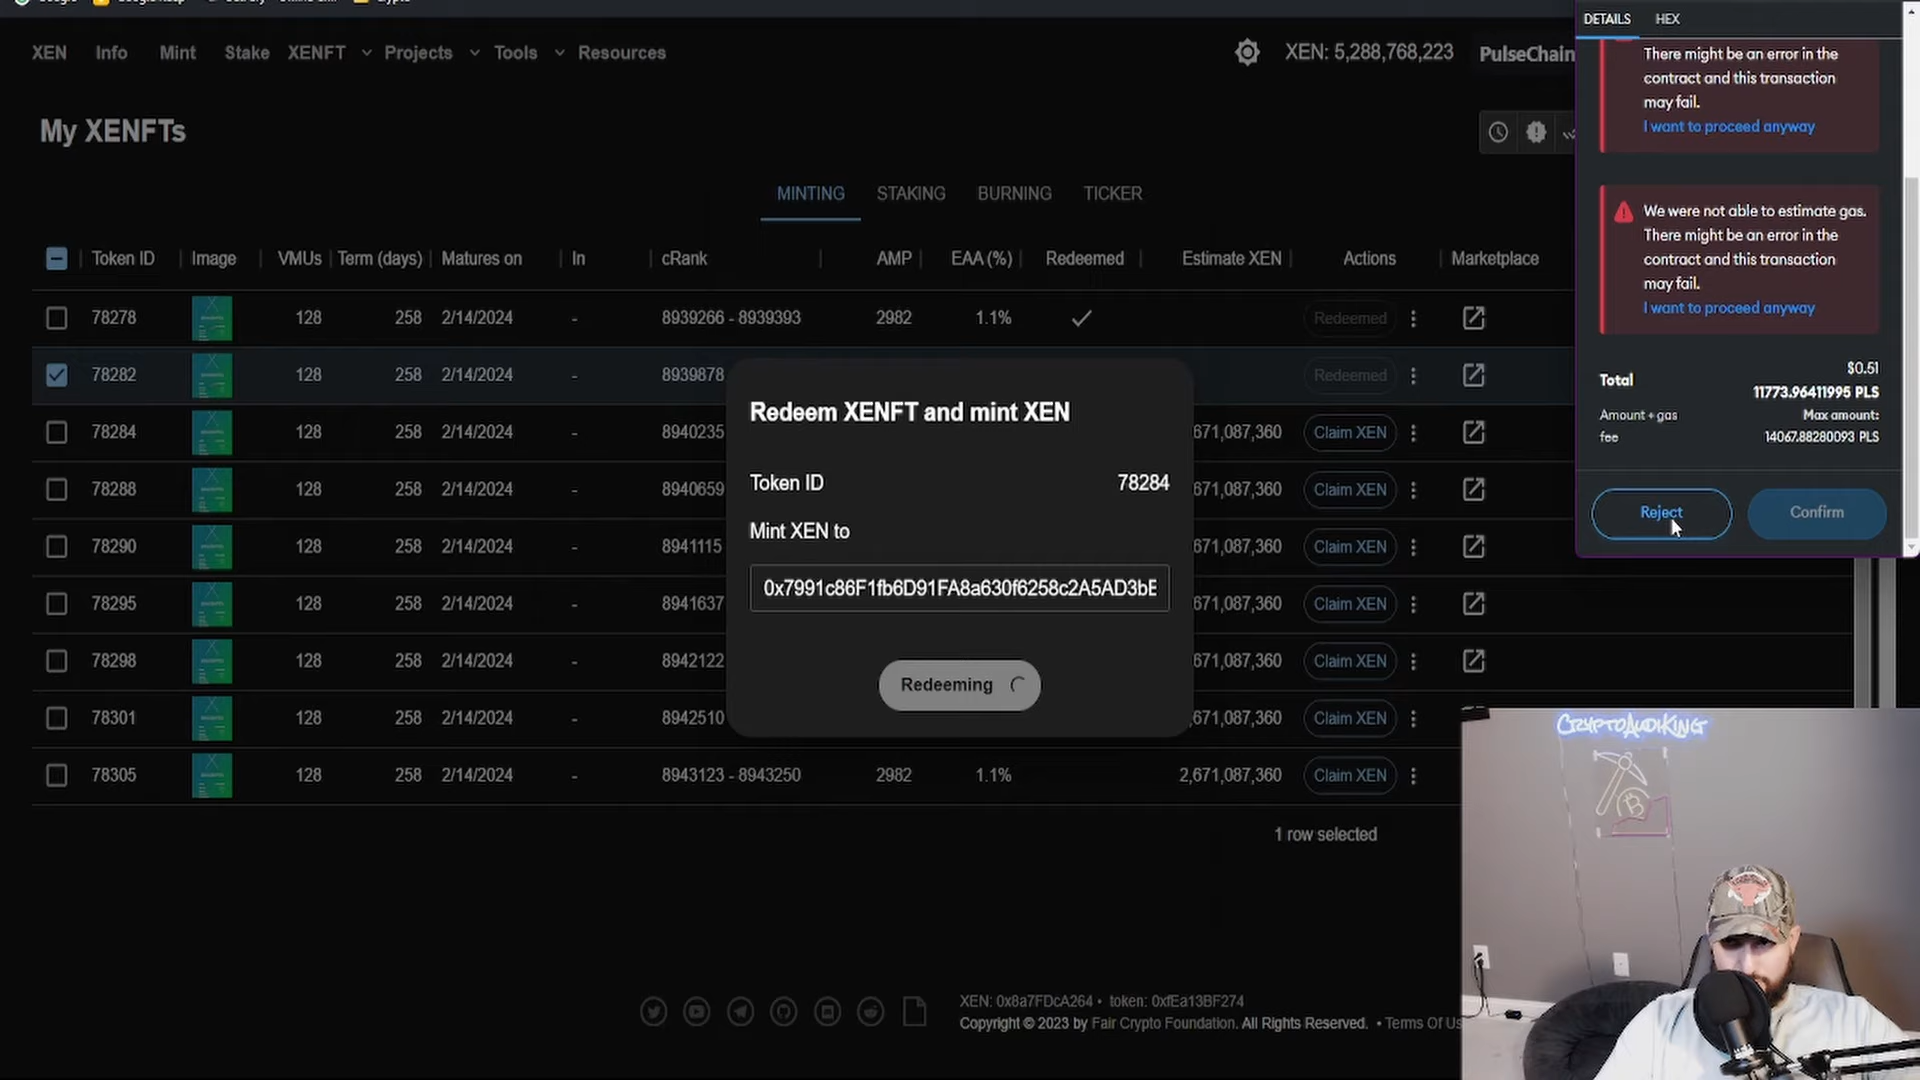 XEN Info Mint Stake XENFT Projects Tools Resources XEN: 5,288,768,223 PulseChain
My XENFTs
MINTING STAKING BURNING TICKER
Token ID Image VMUs Term (days) Matures on In cRank AMP EAA (%) Redeemed Estimate XEN Actions Marketplace
78278 128 258 2/14/2024 - 8939266 - 8939393 2982 1.1% Redeemed
78282 128 258 2/14/2024 - 8939878 Redeemed
78284 128 258 2/14/2024 - 8940235 671,087,360 Claim XEN
78288 128 258 2/14/2024 - 8940659 671,087,360 Claim XEN
78290 128 258 2/14/2024 - 8941115 671,087,360 Claim XEN
78295 128 258 2/14/2024 - 8941637 671,087,360 Claim XEN
78298 128 258 2/14/2024 - 8942122 671,087,360 Claim XEN
78301 128 258 2/14/2024 - 8942510 671,087,360 Claim XEN
78305 128 258 2/14/2024 - 8943123 - 8943250 2982 1.1% 2,671,087,360 Claim XEN
1 row selected
Redeem XENFT and mint XEN
Token ID 78284
Mint XEN to
0x7991c86F1fb6D91FA8a630f6258c2A5AD3bE
Redeeming
DETAILS HEX
There might be an error in the
contract and this transaction
may fail.
I want to proceed anyway
We were not able to estimate gas.
There might be an error in the
contract and this transaction
may fail.
I want to proceed anyway
$0.51
Total 11773.96411995 PLS
Amount + gas Max amount:
fee 14067.88280093 PLS
Reject Confirm
CRYPTOAUDIKING
XEN: 0x8a7FDcA264 • token: 0xfEa13BF274
Copyright © 2023 by Fair Crypto Foundation. All Rights Reserved. • Terms Of Us